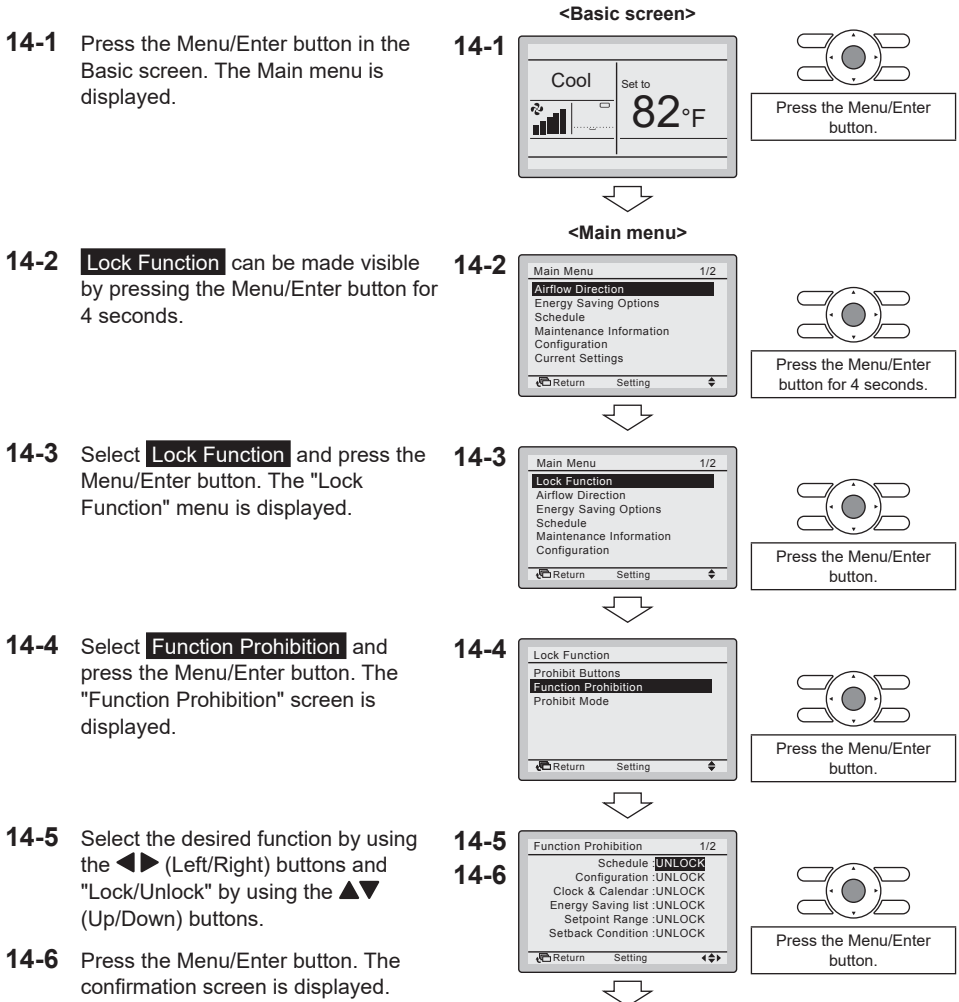 <Basic screen>
14-1 Press the Menu/Enter button in the
Basic screen. The Main menu is
displayed.
14-1
Cool
Set to
82°F
Press the Menu/Enter
button.
<Main menu>
14-2 Lock Function can be made visible
by pressing the Menu/Enter button for
4 seconds.
14-2
Main Menu 1/2
Airflow Direction
Energy Saving Options
Schedule
Maintenance Information
Configuration
Current Settings
Return Setting
Press the Menu/Enter
button for 4 seconds.
14-3 Select Lock Function and press the
Menu/Enter button. The "Lock
Function" menu is displayed.
14-3
Main Menu 1/2
Lock Function
Airflow Direction
Energy Saving Options
Schedule
Maintenance Information
Configuration
Return Setting
Press the Menu/Enter
button.
14-4 Select Function Prohibition and
press the Menu/Enter button. The
"Function Prohibition" screen is
displayed.
14-4
Lock Function
Prohibit Buttons
Function Prohibition
Prohibit Mode
Return Setting
Press the Menu/Enter
button.
14-5 Select the desired function by using
the ◀▶ (Left/Right) buttons and
"Lock/Unlock" by using the ▲▼
(Up/Down) buttons.
14-6 Press the Menu/Enter button. The
confirmation screen is displayed.
14-5
14-6
Function Prohibition 1/2
Schedule :UNLOCK
Configuration :UNLOCK
Clock & Calendar :UNLOCK
Energy Saving list :UNLOCK
Setpoint Range :UNLOCK
Setback Condition :UNLOCK
Return Setting
Press the Menu/Enter
button.